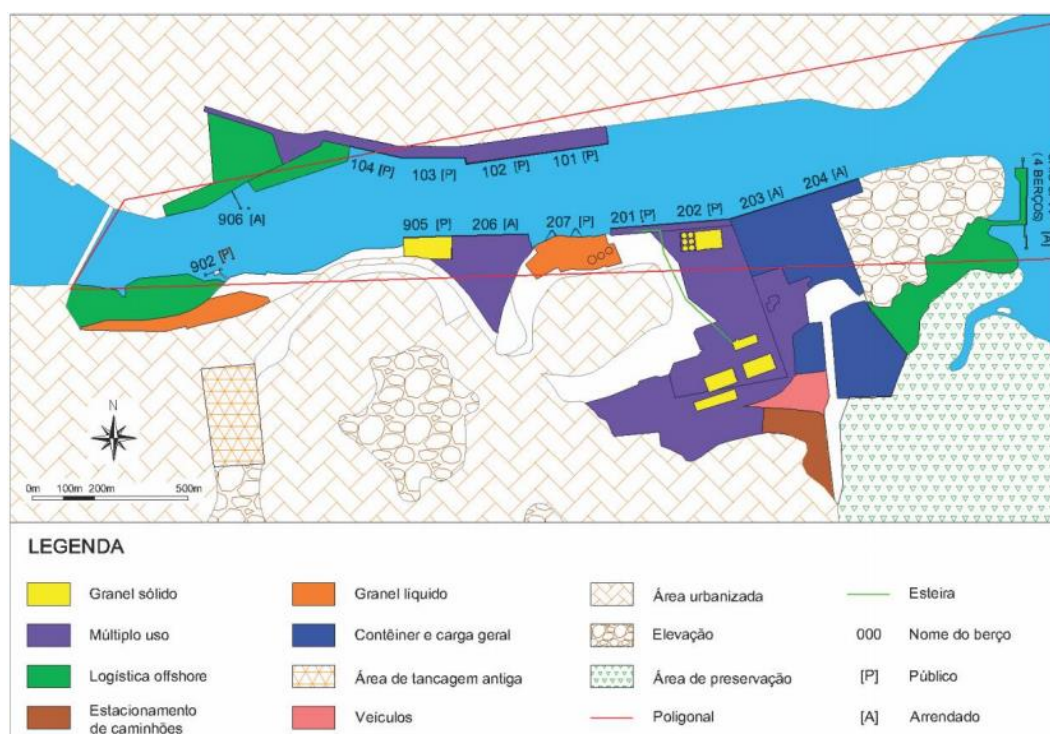 104 [P]
103 [P]
102 [P]
101 [P]
906 [A]
905 [P]
206 [A]
207 [P]
201 [P]
202 [P]
203 [A]
204 [A]
( 4 BERÇOS)
[A]
902 [P]
N
0m 100m 200m 500m
LEGENDA
Granel sólido
Granel líquido
Área urbanizada
Esteira
Múltiplo uso
Contêiner e carga geral
Elevação
000 Nome do berço
Logística offshore
Área de tancagem antiga
Área de preservação
[P] Público
Estacionamento
de caminhões
Veículos
Poligonal
[A] Arrendado